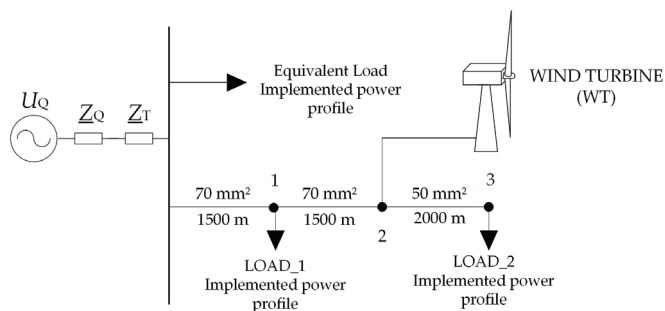 U_Q
Z_Q
Z_T
Equivalent Load
Implemented power
profile
WIND TURBINE
(WT)
70 mm²
1500 m
1
70 mm²
1500 m
2
50 mm²
2000 m
3
LOAD_1
Implemented power
profile
LOAD_2
Implemented power
profile